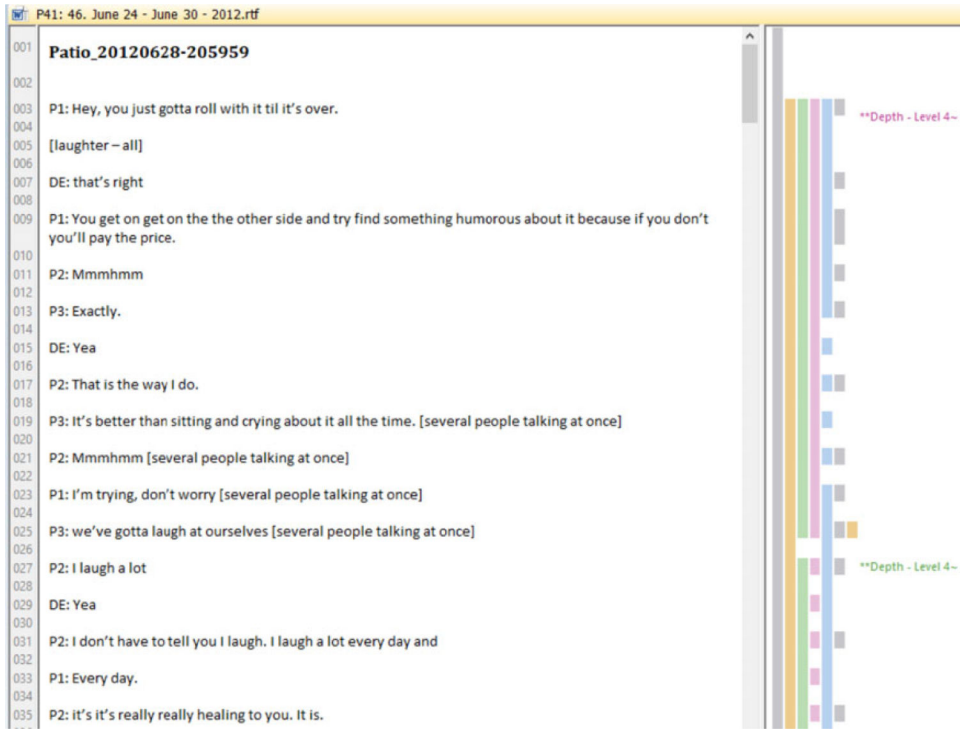 P41: 46. June 24 - June 30 - 2012.rtf
001 Patio_20120628-205959
002
003 P1: Hey, you just gotta roll with it til it's over. **Depth - Level 4~
004
005 [laughter – all]
006
007 DE: that's right
008
009 P1: You get on get on the the other side and try find something humorous about it because if you don't
you'll pay the price.
010
011 P2: Mmmhmm
012
013 P3: Exactly.
014
015 DE: Yea
016
017 P2: That is the way I do.
018
019 P3: It's better than sitting and crying about it all the time. [several people talking at once]
020
021 P2: Mmmhmm [several people talking at once]
022
023 P1: I'm trying, don't worry [several people talking at once]
024
025 P3: we've gotta laugh at ourselves [several people talking at once]
026
027 P2: I laugh a lot **Depth - Level 4~
028
029 DE: Yea
030
031 P2: I don't have to tell you I laugh. I laugh a lot every day and
032
033 P1: Every day.
034
035 P2: it's it's really really healing to you. It is.